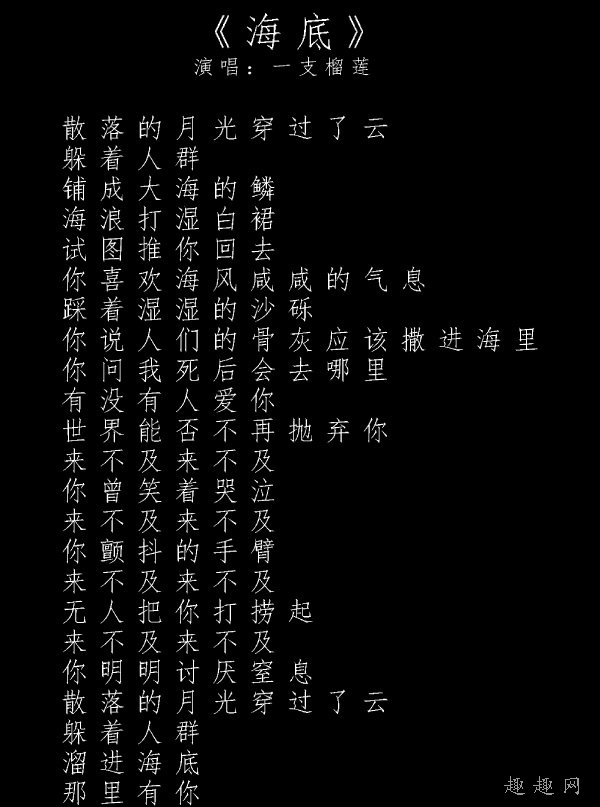 《海底》
演唱：一支榴莲
散落的月光穿过了云
躲着人群
铺成大海的鳞
海浪打湿白裙
试图推你回去
你喜欢海风咸咸的气息
踩着湿湿的沙砾
你说人们的骨灰应该撒进海里
你问我死后会去哪里
有没有人爱你
世界能否不再抛弃你
来不及来不及
你曾笑着哭泣
来不及来不及
你颤抖的手臂
来不及来不及
无人把你打捞起
来不及来不及
你明明讨厌窒息
散落的月光穿过了云
躲着人群
溜进海底
那里有你
趣趣网